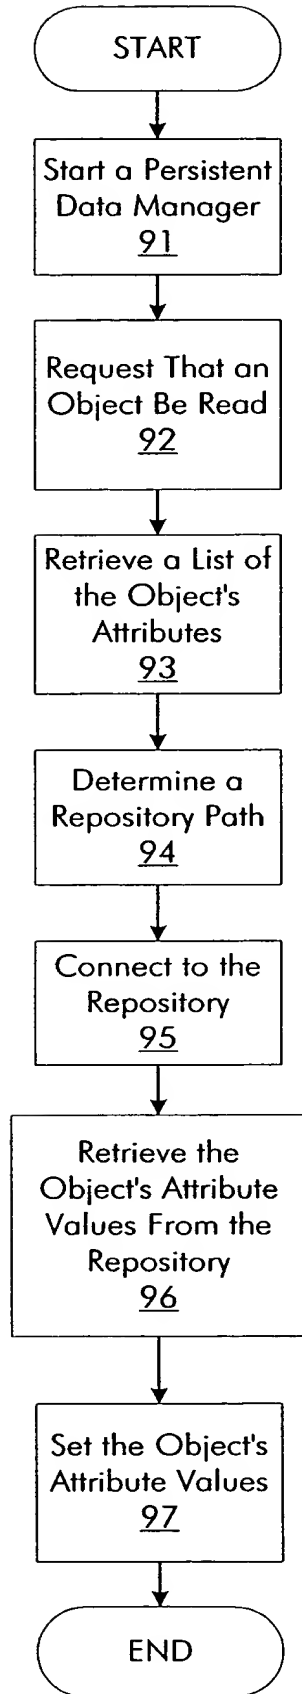 START
Start a Persistent
Data Manager
91
Request That an
Object Be Read
92
Retrieve a List of
the Object's
Attributes
93
Determine a
Repository Path
94
Connect to the
Repository
95
Retrieve the
Object's Attribute
Values From the
Repository
96
Set the Object's
Attribute Values
97
END